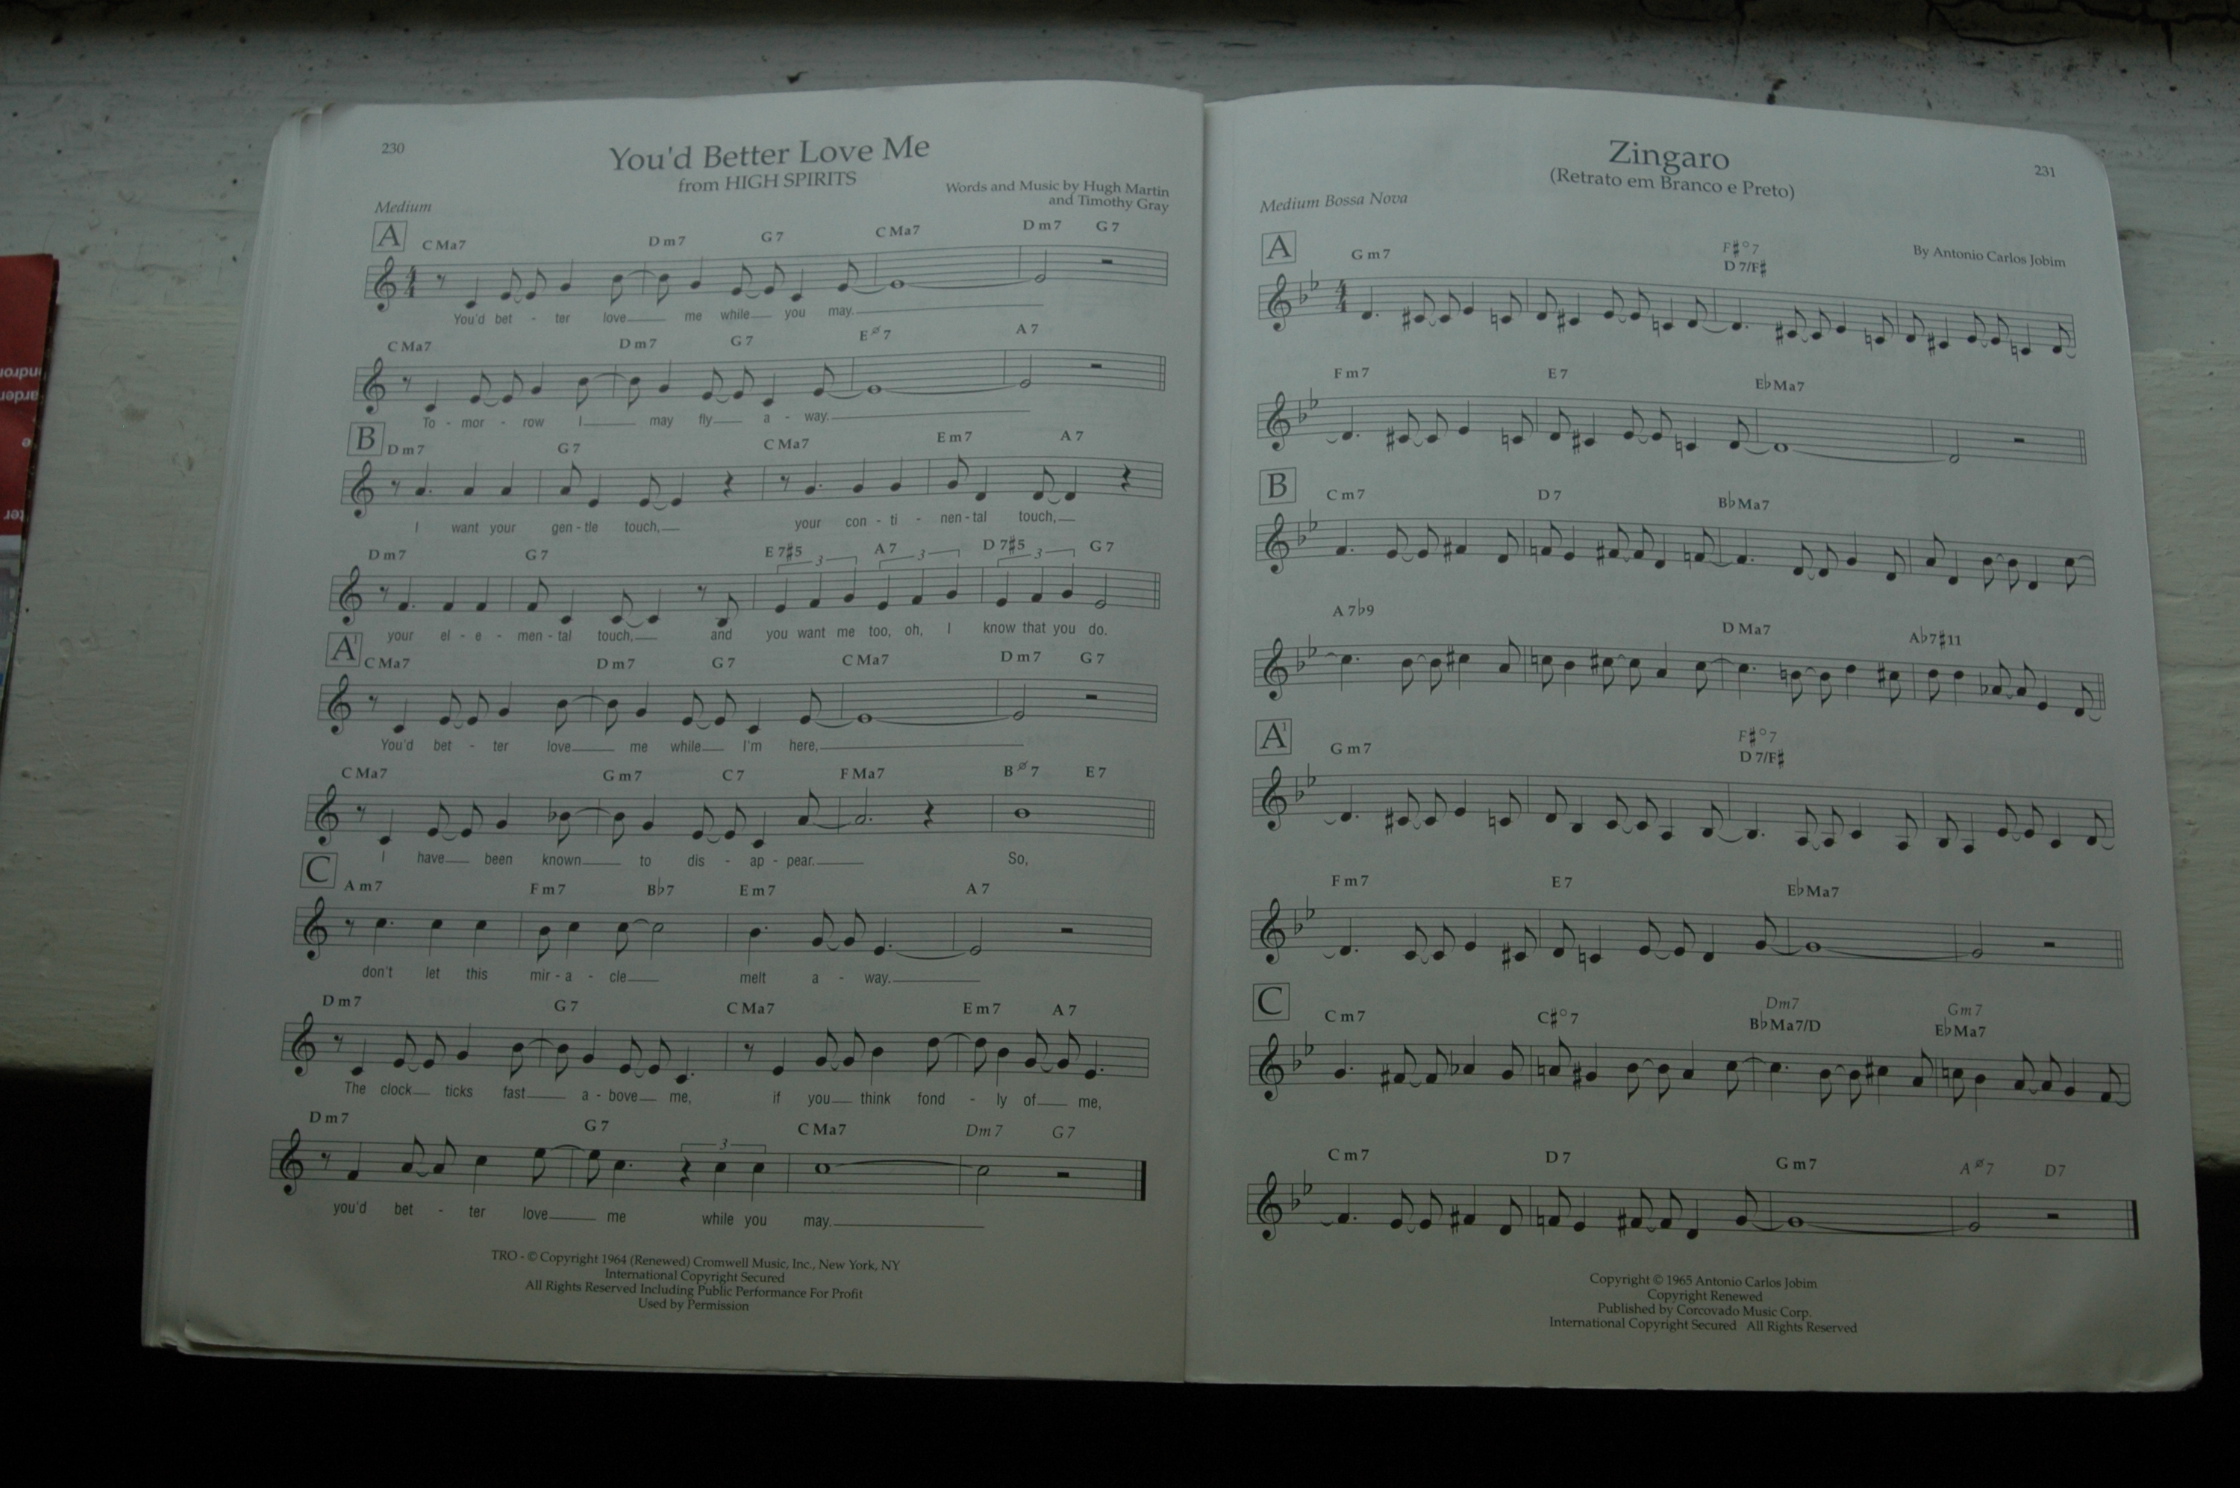 230
You'd Better Love Me
from HIGH SPIRITS
Words and Music by Hugh Martin
and Timothy Gray
Medium
A
C Ma7 D m7 G7 C Ma7 D m7 G7
You'd bet - ter love me while you may.
C Ma7 D m7 G7 Eø7 A7
To - mor - row I may fly a - way.
B
D m7 G7 C Ma7 E m7 A7
I want your gen - tle touch, your con - ti - nen - tal touch,
D m7 G7 E7♯5 A7 D7♯5 G7
3 3 3
your el - e - men - tal touch, and you want me too, oh, I know that you do.
A'
C Ma7 D m7 G7 C Ma7 D m7 G7
You'd bet - ter love me while I'm here.
C Ma7 G m7 C7 F Ma7 Bø7 E7
I have been known to dis - ap - pear. So,
C
A m7 F m7 B♭7 E m7 A7
don't let this mir - a - cle melt a - way.
D m7 G7 C Ma7 E m7 A7
The clock ticks fast a - bove me, if you think fond - ly of me,
D m7 G7 C Ma7 Dm7 G7
3
you'd bet - ter love me while you may.
TRO - © Copyright 1964 (Renewed) Cromwell Music, Inc., New York, NY
International Copyright Secured
All Rights Reserved Including Public Performance For Profit
Used by Permission
231
Zingaro
(Retrato em Branco e Preto)
By Antonio Carlos Jobim
Medium Bossa Nova
A
F♯°7
G m7 D7/F♯
F m7 E7 E♭Ma7
B
C m7 D7 B♭Ma7
A7♭9 D Ma7 A♭7♯11
A'
F♯°7
G m7 D7/F♯
F m7 E7 E♭Ma7
C
Dm7 Gm7
C m7 C♯°7 B♭Ma7/D E♭Ma7
C m7 D7 G m7 Aø7 D7
Copyright © 1965 Antonio Carlos Jobim
Copyright Renewed
Published by Corcovado Music Corp.
International Copyright Secured All Rights Reserved